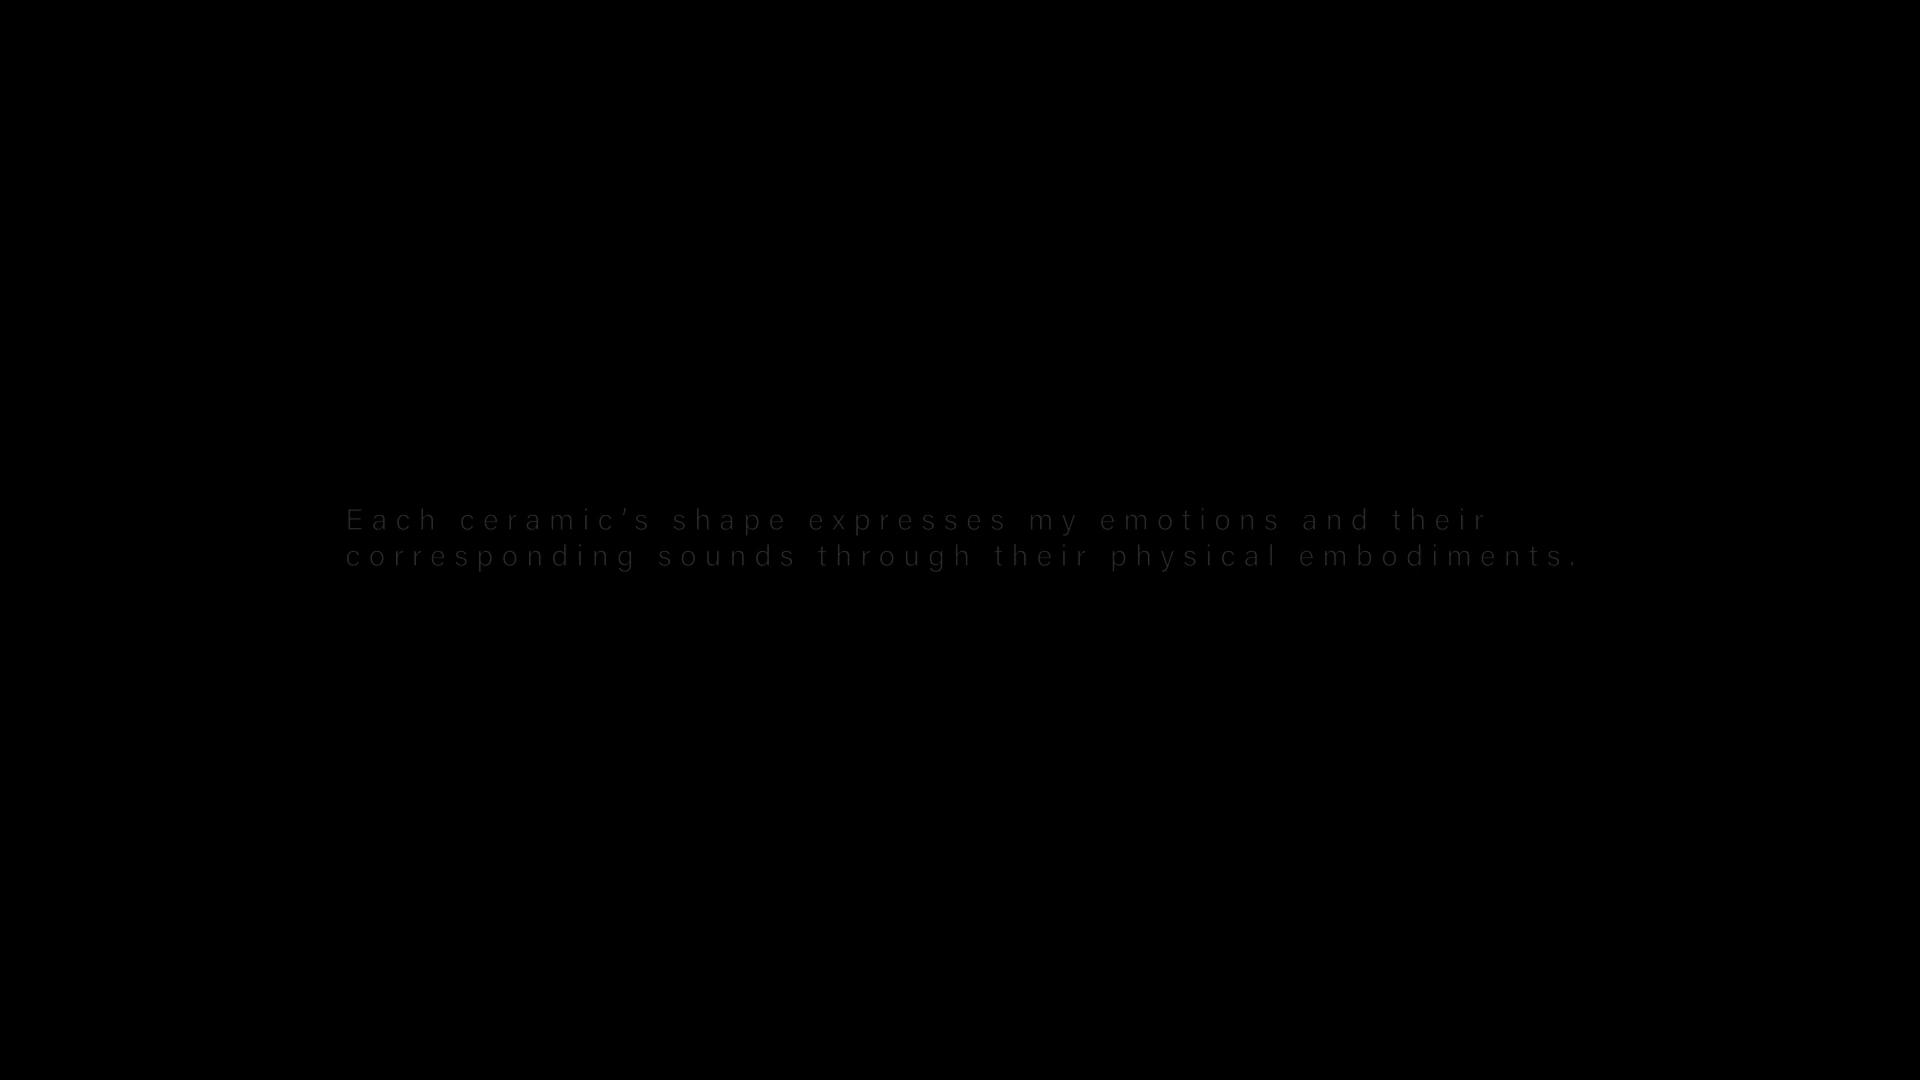 Each ceramic’s shape expresses my emotions and their
corresponding sounds through their physical embodiments.